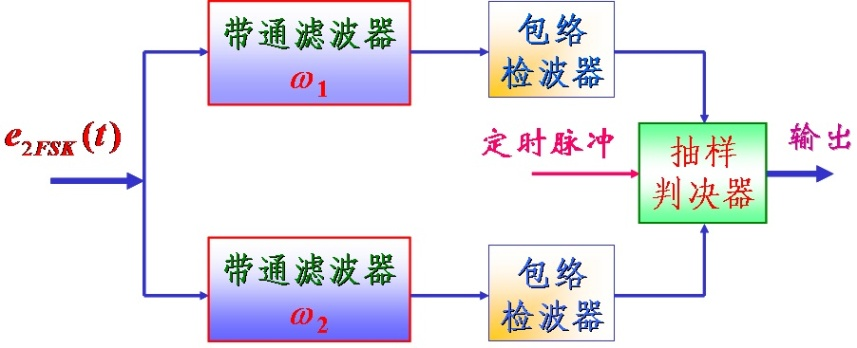 带通滤波器
ω1
包络
检波器
e2FSK(t)
定时脉冲
抽样
判决器
输出
带通滤波器
ω2
包络
检波器